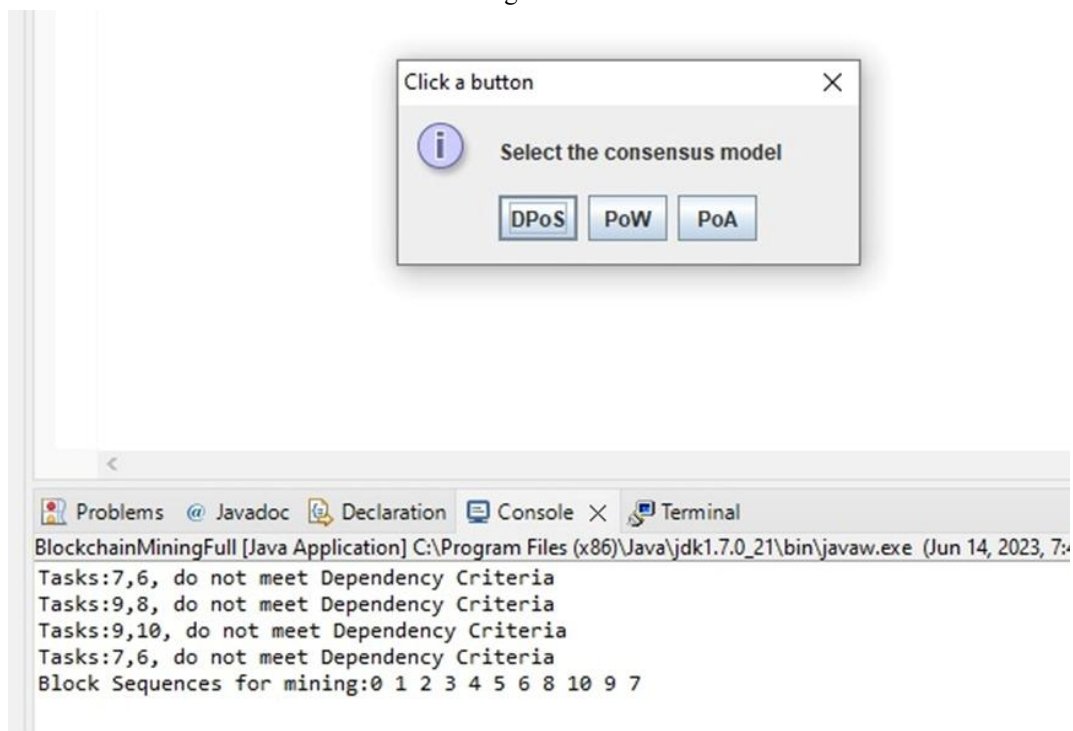 Click a button
Select the consensus model
DPoS PoW PoA
Problems @ Javadoc Declaration Console Terminal
BlockchainMiningFull [Java Application] C:\Program Files (x86)\Java\jdk1.7.0_21\bin\javaw.exe (Jun 14, 2023, 7:4
Tasks:7,6, do not meet Dependency Criteria
Tasks:9,8, do not meet Dependency Criteria
Tasks:9,10, do not meet Dependency Criteria
Tasks:7,6, do not meet Dependency Criteria
Block Sequences for mining:0 1 2 3 4 5 6 8 10 9 7